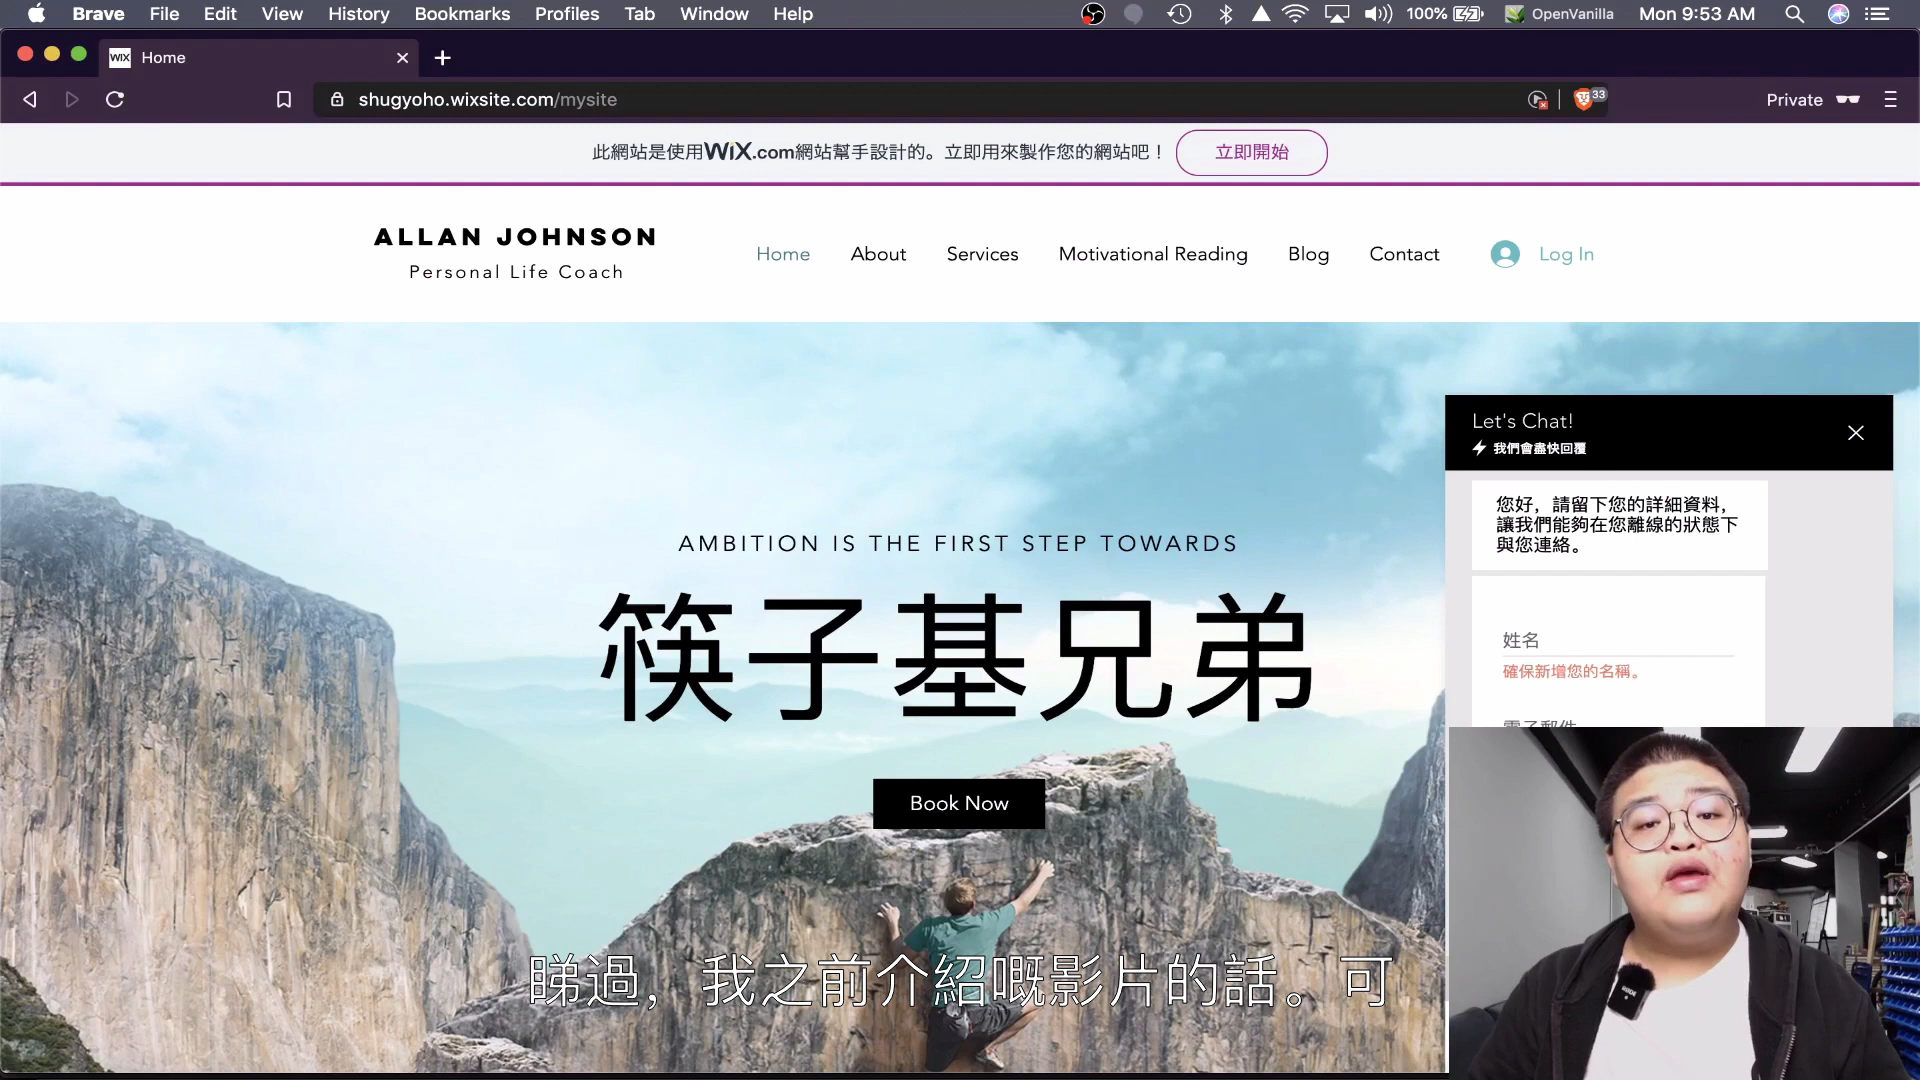 Brave File Edit View History Bookmarks Profiles Tab Window Help 100% OpenVanilla Mon 9:53 AM
WIX Home
shugyoho.wixsite.com/mysite 33 Private
此網站是使用WiX.com網站幫手設計的。立即用來製作您的網站吧！ 立即開始
ALLAN JOHNSON
Personal Life Coach
Home About Services Motivational Reading Blog Contact Log In
AMBITION IS THE FIRST STEP TOWARDS
筷子基兄弟
Book Now
Let's Chat!
我們會盡快回覆
您好，請留下您的詳細資料，
讓我們能夠在您離線的狀態下
與您連絡。
姓名
確保新增您的名稱。
電子郵件
RODE
睇過，我之前介紹嘅影片的話。可